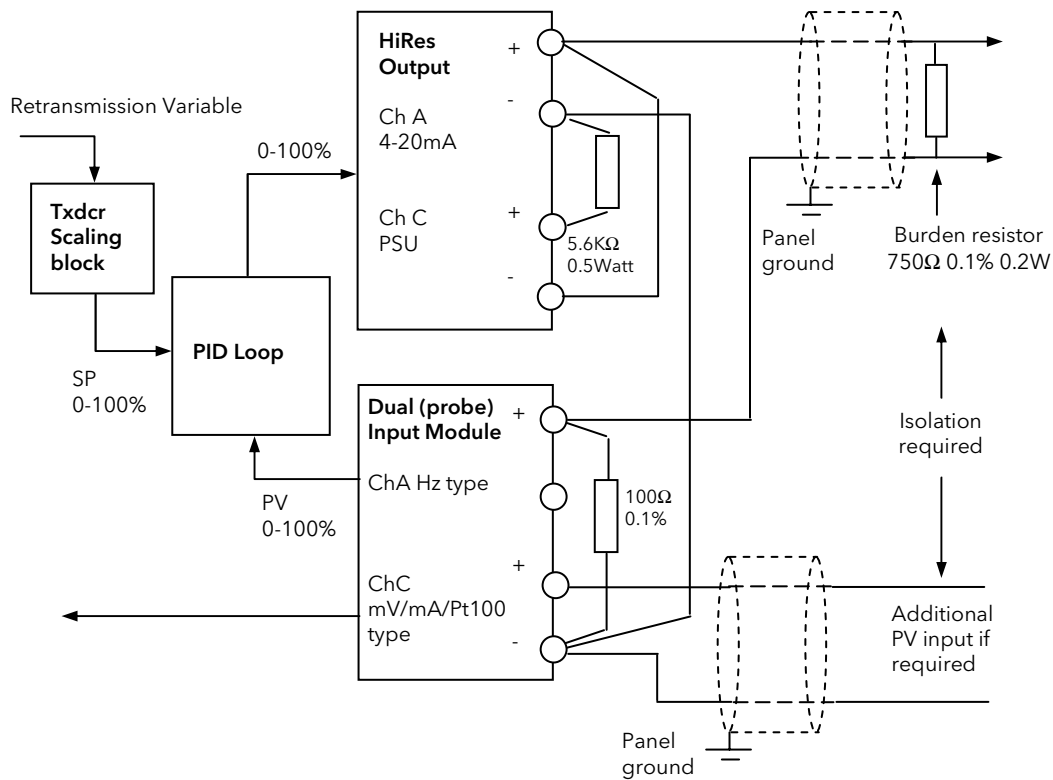 HiRes
Output
+
-
Ch A
4-20mA
Ch C
PSU
+
-
Retransmission Variable
0-100%
Txdcr
Scaling
block
5.6KΩ
0.5Watt
Panel
ground
Burden resistor
750Ω 0.1% 0.2W
PID Loop
SP
0-100%
Dual (probe)
Input Module
+
ChA Hz type
PV
0-100%
100Ω
0.1%
Isolation
required
+
ChC
mV/mA/Pt100
type
-
Additional
PV input if
required
Panel
ground